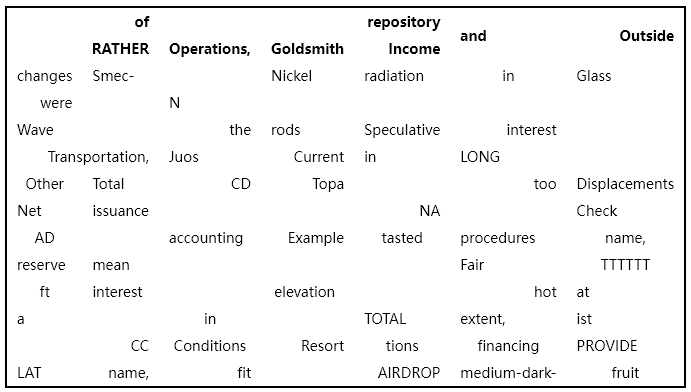 of repository
RATHER Operations, Goldsmith Income and Outside
changes Smec- Nickel radiation in Glass
were N
Wave the rods Speculative interest
Transportation, Juos Current in LONG
Other Total CD Topa too Displacements
Net issuance NA Check
AD accounting Example tasted procedures name,
reserve mean Fair TTTTTT
ft interest elevation hot at
a in TOTAL extent, ist
CC Conditions Resort tions financing PROVIDE
LAT name, fit AIRDROP medium-dark- fruit